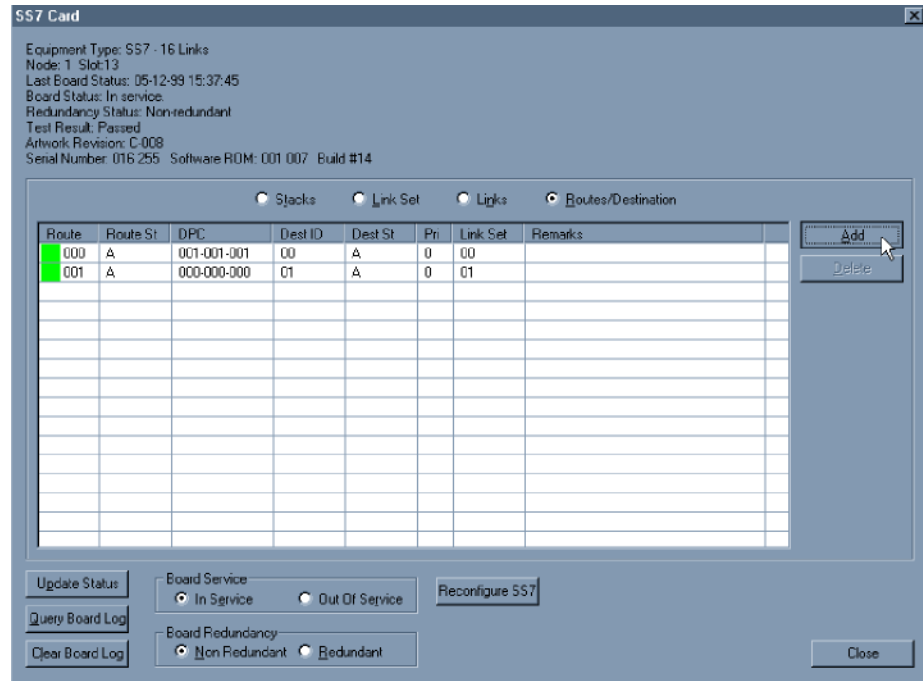 SS7 Card
Equipment Type: SS7 - 16 Links
Node: 1 Slot:13
Last Board Status: 05-12-99 15:37:45
Board Status: In service.
Redundancy Status: Non-redundant
Test Result: Passed
Artwork Revision: C-008
Serial Number: 016 255 Software ROM: 001 007 Build #14
Stacks Link Set Links Routes/Destination
Route Route St DPC Dest ID Dest St Pri Link Set Remarks
000 A 001-001-001 00 A 0 00
001 A 000-000-000 01 A 0 01
Add
Delete
Update Status
Query Board Log
Clear Board Log
Board Service
In Service Out Of Service
Board Redundancy
Non Redundant Redundant
Reconfigure SS7
Close